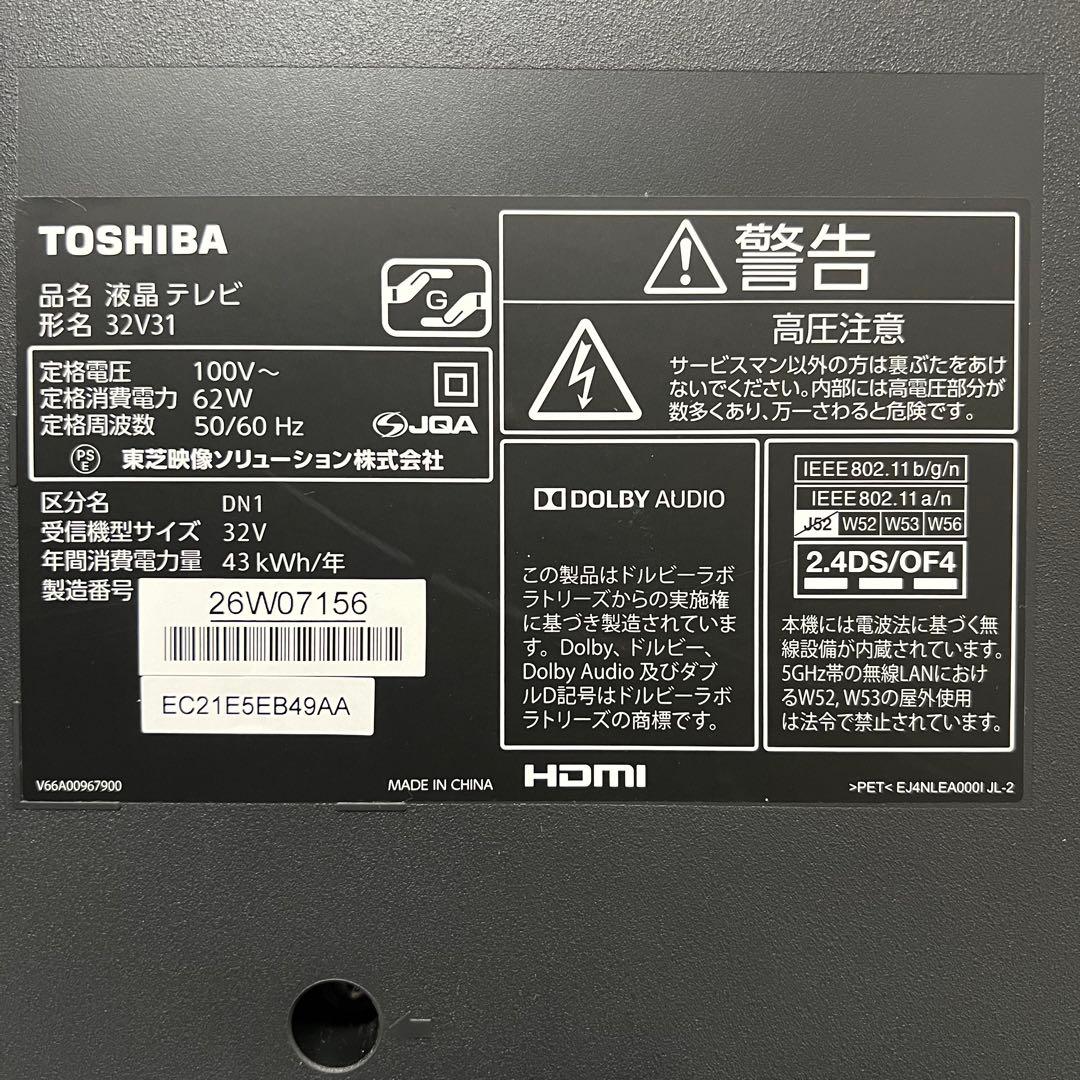 TOSHIBA
品名 液晶テレビ
形名 32V31
G
定格電圧 100V～
定格消費電力 62W
定格周波数 50/60 Hz
JQA
PS
E
東芝映像ソリューション株式会社
区分名 DN1
受信機型サイズ 32V
年間消費電力量 43kWh/年
製造番号
26W07156
EC21E5EB49AA
V66A00967900
MADE IN CHINA
警告
高圧注意
サービスマン以外の方は裏ぶたをあけ
ないでください。内部には高電圧部分が
数多くあり、万一さわると危険です。
DOLBY AUDIO
この製品はドルビーラボ
ラトリーズからの実施権
に基づき製造されていま
す。Dolby、ドルビー、
Dolby Audio 及びダブ
ルD記号はドルビーラボ
ラトリーズの商標です。
IEEE802.11b/g/n
IEEE802.11a/n
J52 W52 W53 W56
2.4DS/OF4
本機には電波法に基づく無
線設備が内蔵されています。
5GHz帯の無線LANにおけ
るW52, W53の屋外使用
は法令で禁止されています。
HDMI
>PET< EJ4NLEA000I JL-2